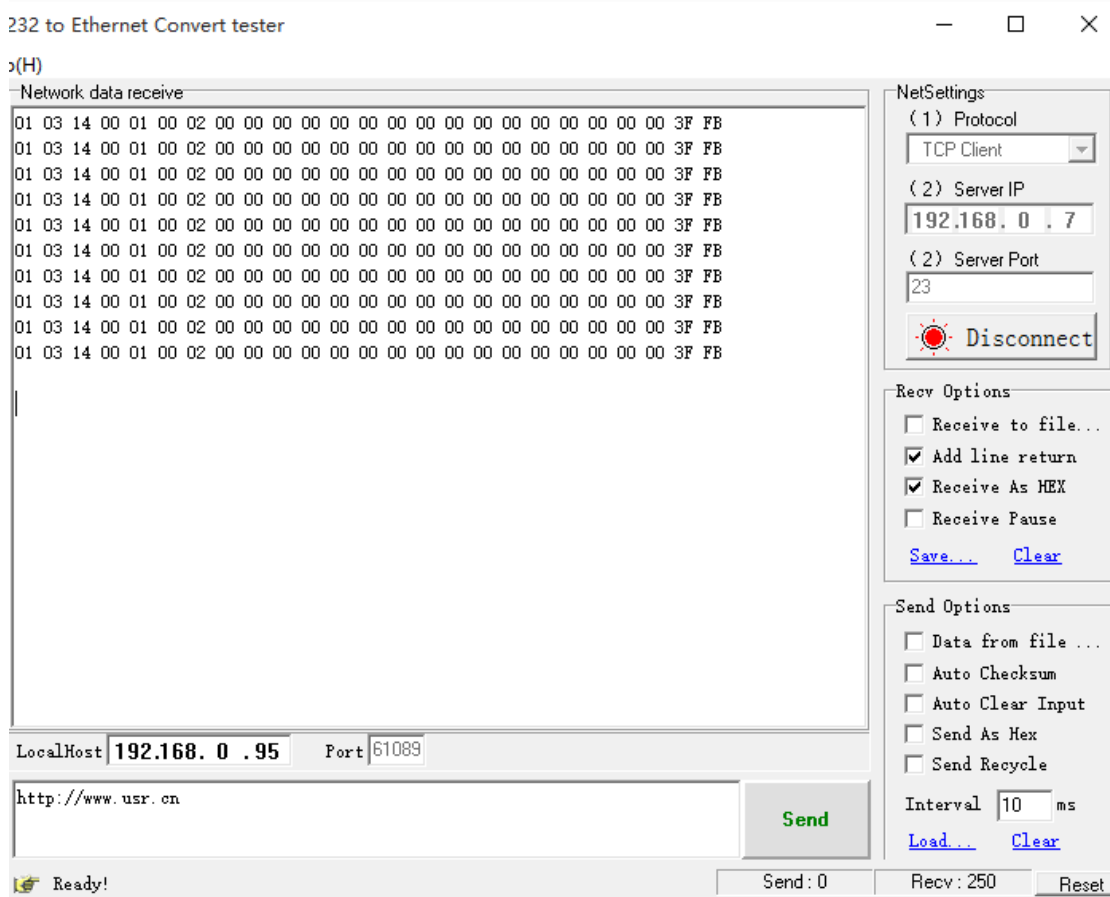 232 to Ethernet Convert tester
o(H)
Network data receive
01 03 14 00 01 00 02 00 00 00 00 00 00 00 00 00 00 00 00 00 00 00 00 3F FB
01 03 14 00 01 00 02 00 00 00 00 00 00 00 00 00 00 00 00 00 00 00 00 3F FB
01 03 14 00 01 00 02 00 00 00 00 00 00 00 00 00 00 00 00 00 00 00 00 3F FB
01 03 14 00 01 00 02 00 00 00 00 00 00 00 00 00 00 00 00 00 00 00 00 3F FB
01 03 14 00 01 00 02 00 00 00 00 00 00 00 00 00 00 00 00 00 00 00 00 3F FB
01 03 14 00 01 00 02 00 00 00 00 00 00 00 00 00 00 00 00 00 00 00 00 3F FB
01 03 14 00 01 00 02 00 00 00 00 00 00 00 00 00 00 00 00 00 00 00 00 3F FB
01 03 14 00 01 00 02 00 00 00 00 00 00 00 00 00 00 00 00 00 00 00 00 3F FB
01 03 14 00 01 00 02 00 00 00 00 00 00 00 00 00 00 00 00 00 00 00 00 3F FB
01 03 14 00 01 00 02 00 00 00 00 00 00 00 00 00 00 00 00 00 00 00 00 3F FB
NetSettings
(1) Protocol
TCP Client
(2) Server IP
192.168. 0 . 7
(2) Server Port
23
Disconnect
Recv Options
Receive to file...
Add line return
Receive As HEX
Receive Pause
Save... Clear
Send Options
Data from file ...
Auto Checksum
Auto Clear Input
Send As Hex
Send Recycle
Interval 10 ms
Load... Clear
LocalHost 192.168. 0 .95 Port 61089
http://www.usr.cn
Send
Ready!
Send : 0
Recv : 250
Reset